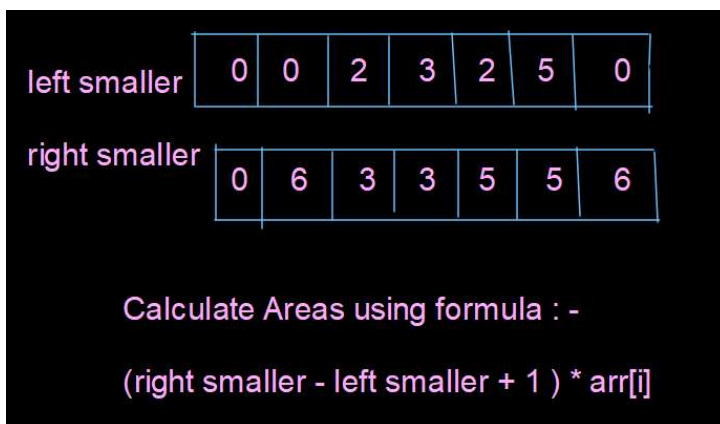 left smaller 0 0 2 3 2 5 0
right smaller 0 6 3 3 5 5 6
Calculate Areas using formula : -
(right smaller - left smaller + 1 ) * arr[i]